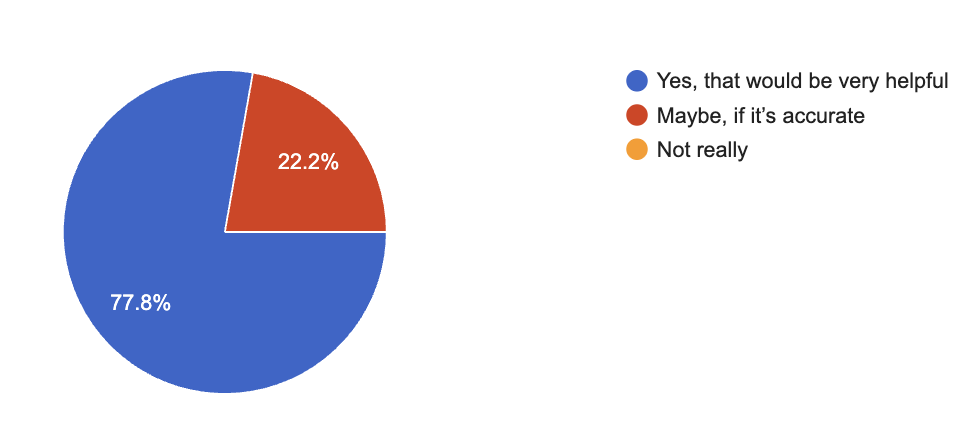 Yes, that would be very helpful
Maybe, if it’s accurate
Not really
22.2%
77.8%